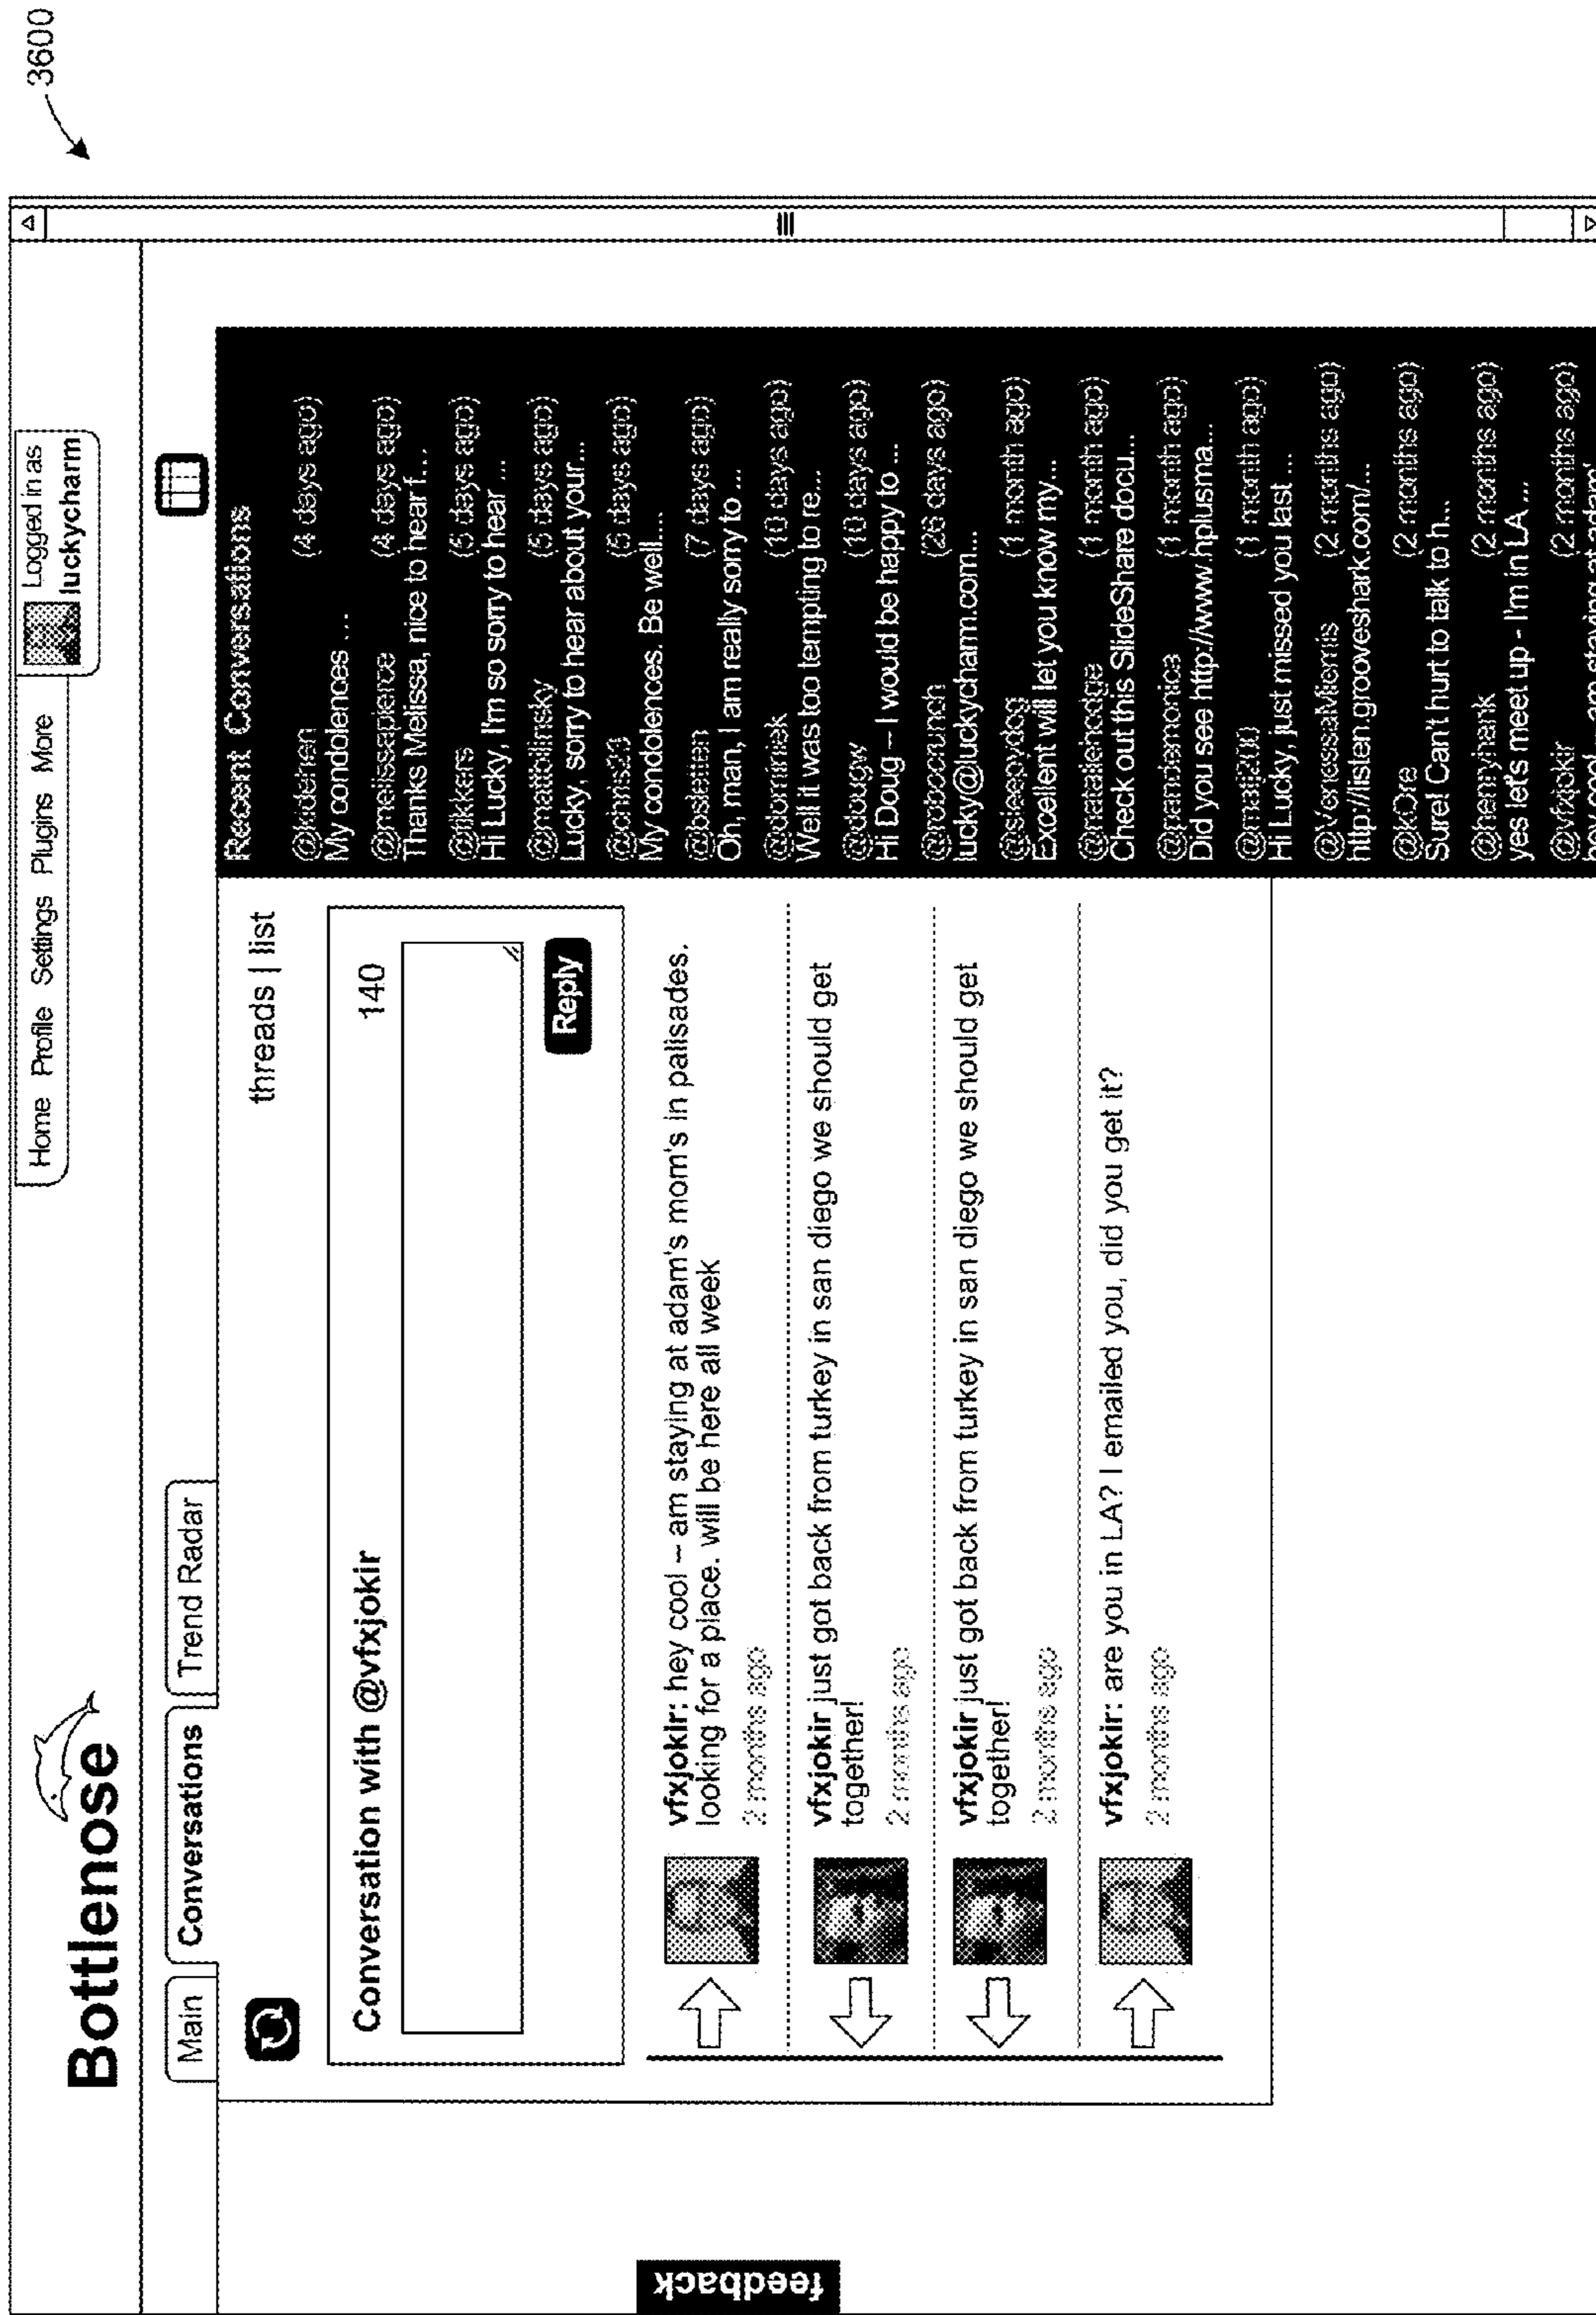 3600
Home Profile Settings Plugins More
Logged in as
luckycharm
Bottlenose
Main
Conversations
Trend Radar
threads | list
Conversation with @vfxjokir
140
Reply
vfxjokir: hey cool – am staying at adam's mom's in palisades.
looking for a place. will be here all week
2 months ago
vfxjokir just got back from turkey in san diego we should get
together!
2 months ago
vfxjokir just got back from turkey in san diego we should get
together!
2 months ago
vfxjokir: are you in LA? I emailed you, did you get it?
2 months ago
Recent Conversations
@kidehen (4 days ago)
My condolences ...
@melissapierce (4 days ago)
Thanks Melissa, nice to hear f...
(5 days ago)
Hi Lucky, I'm so sorry to hear ...
(5 days ago)
Lucky, sorry to hear about your...
@chris23 (6 days ago)
My condolences. Be well....
(7 days ago)
Oh, man, I am really sorry to ...
@dominiek (10 days ago)
Well it was too tempting to re...
@dougw (10 days ago)
Hi Doug – I would be happy to ...
@robocrunch (26 days ago)
lucky@luckycharm.com...
@sleepydog (1 month ago)
Excellent will let you know my...
@nataliehodge (1 month ago)
Check out this SlideShare docu...
(1 month ago)
Did you see http://www.hplusma...
@matt200 (1 month ago)
Hi Lucky, just missed you last ...
@VenessaMiemis (2 months ago)
http://listen.grooveshark.com/...
(2 months ago)
Sure! Can't hurt to talk to h...
@henryhank (2 months ago)
yes let's meet up - I'm in LA ...
@vfxjokir (2 months ago)
feedback